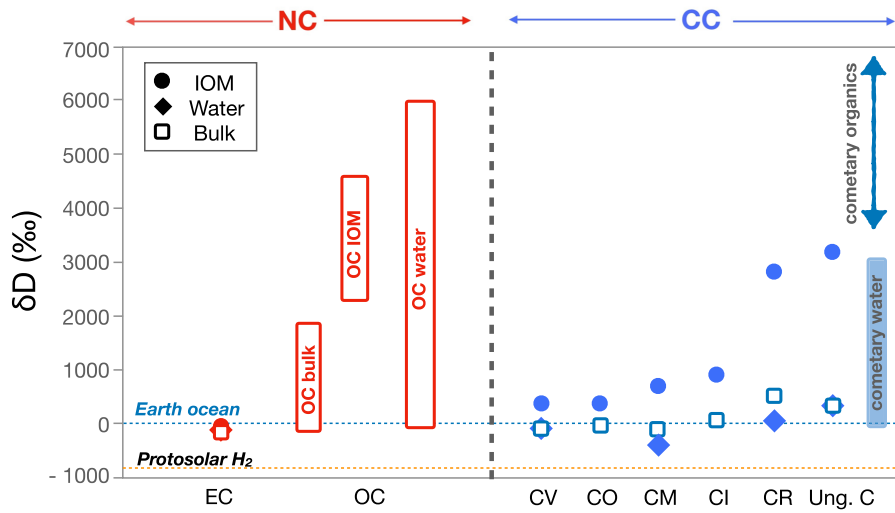 NC
CC
7000
6000
5000
4000
3000
2000
1000
0
- 1000
δD (‰)
IOM
Water
Bulk
OC bulk
OC IOM
OC water
cometary organics
cometary water
Earth ocean
Protosolar H₂
EC
OC
CV
CO
CM
CI
CR
Ung. C